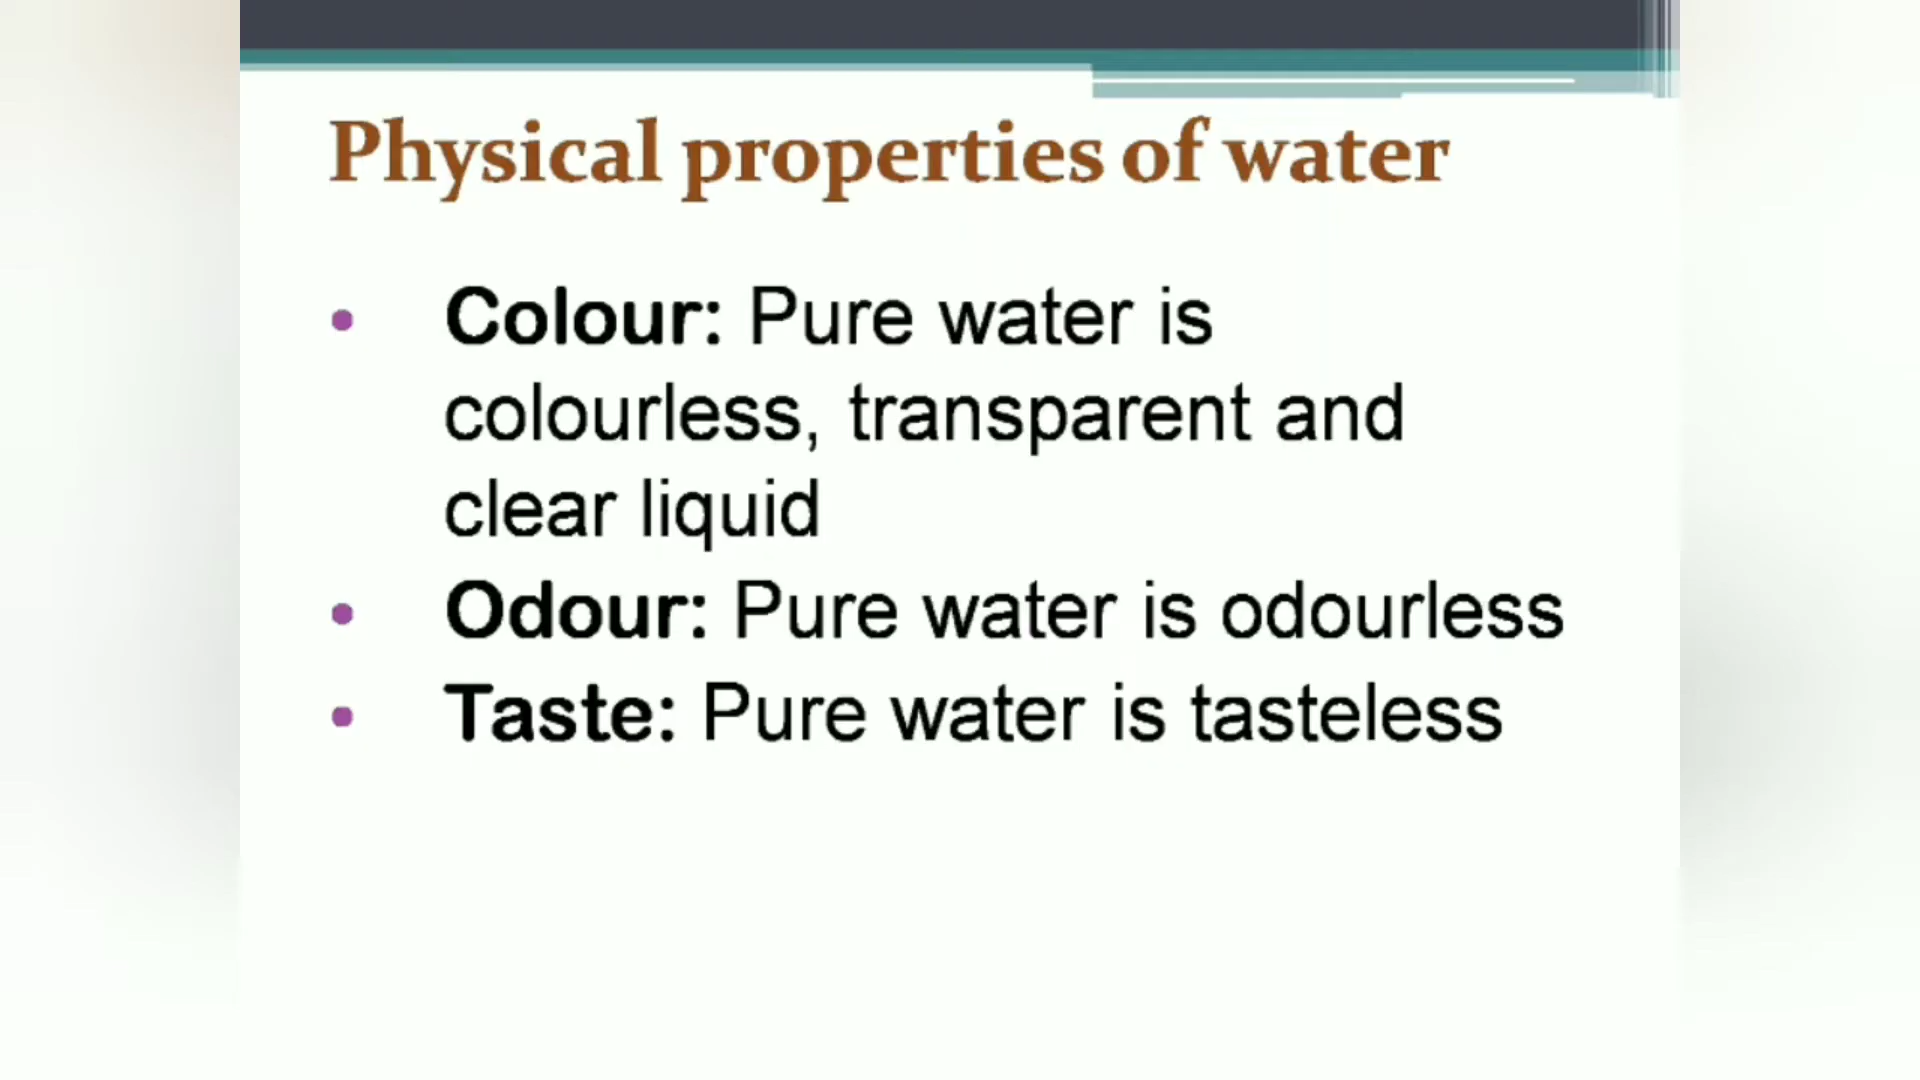 Physical properties of water
• Colour: Pure water is
colourless, transparent and
clear liquid
• Odour: Pure water is odourless
• Taste: Pure water is tasteless